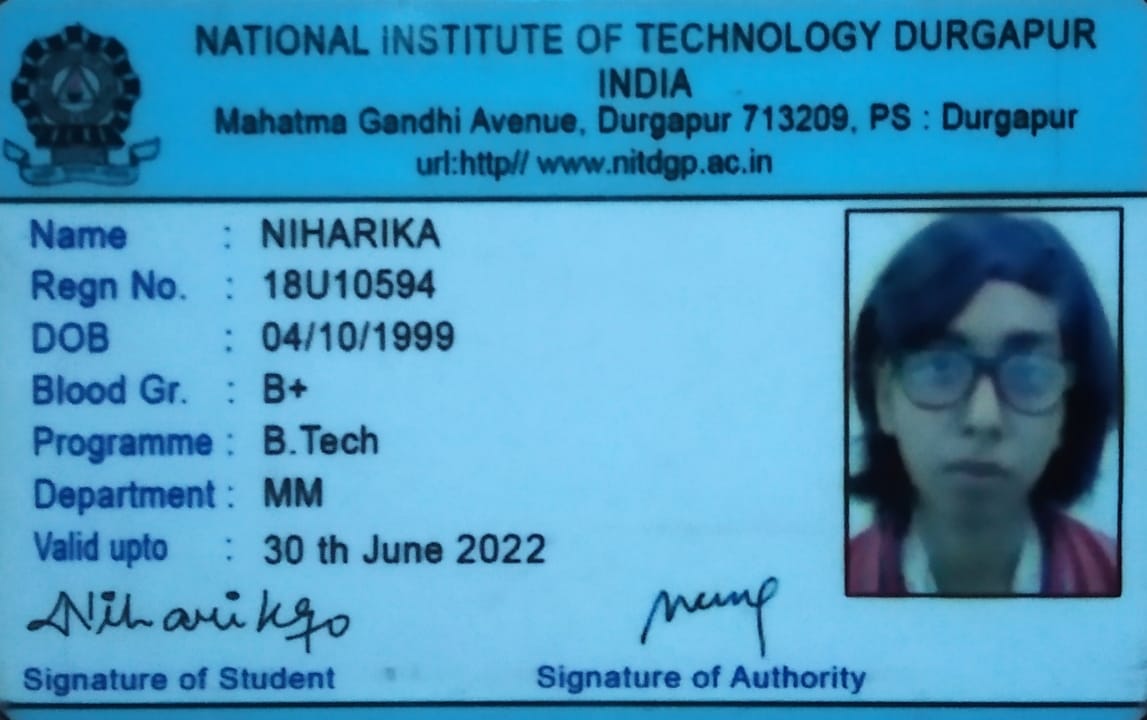 NATIONAL INSTITUTE OF TECHNOLOGY DURGAPUR
INDIA
Mahatma Gandhi Avenue, Durgapur 713209, PS : Durgapur
url:http// www.nitdgp.ac.in
Name : NIHARIKA
Regn No. : 18U10594
DOB : 04/10/1999
Blood Gr. : B+
Programme : B.Tech
Department : MM
Valid upto : 30 th June 2022
Niharika
Signature of Student Signature of Authority